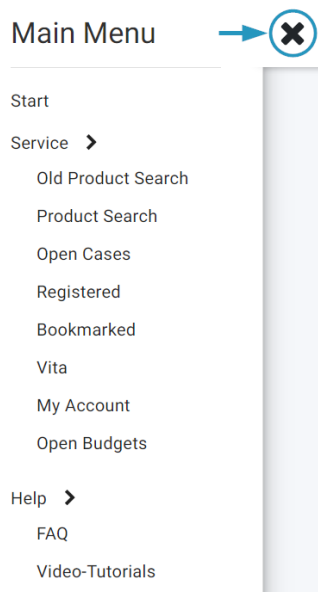 Main Menu
Start
Service
Old Product Search
Product Search
Open Cases
Registered
Bookmarked
Vita
My Account
Open Budgets
Help
FAQ
Video-Tutorials